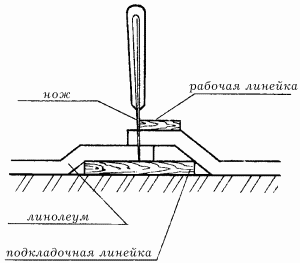 нож
рабочая линейка
линолеум
подкладочная линейка